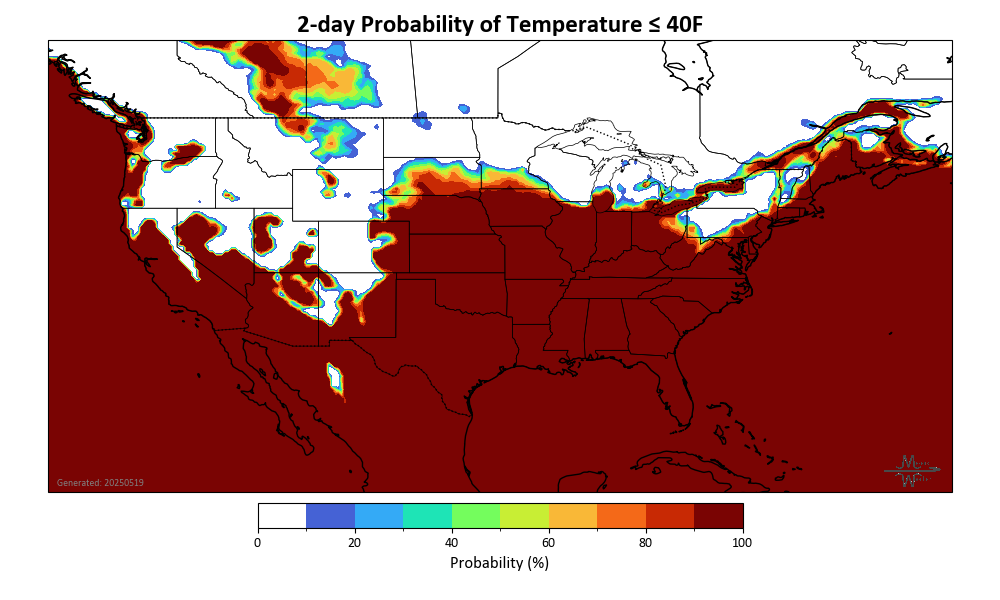 2-day Probability of Temperature ≤ 40F
Generated: 20250519
0 20 40 60 80 100
Probability (%)